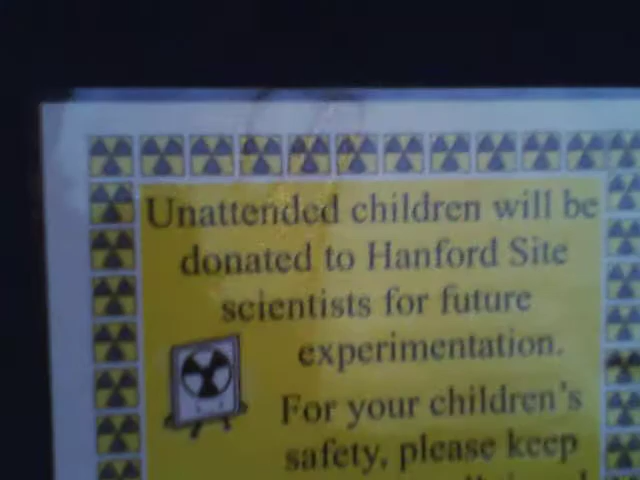 Unattended children will be
donated to Hanford Site
scientists for future
experimentation.
For your children's
safety, please keep